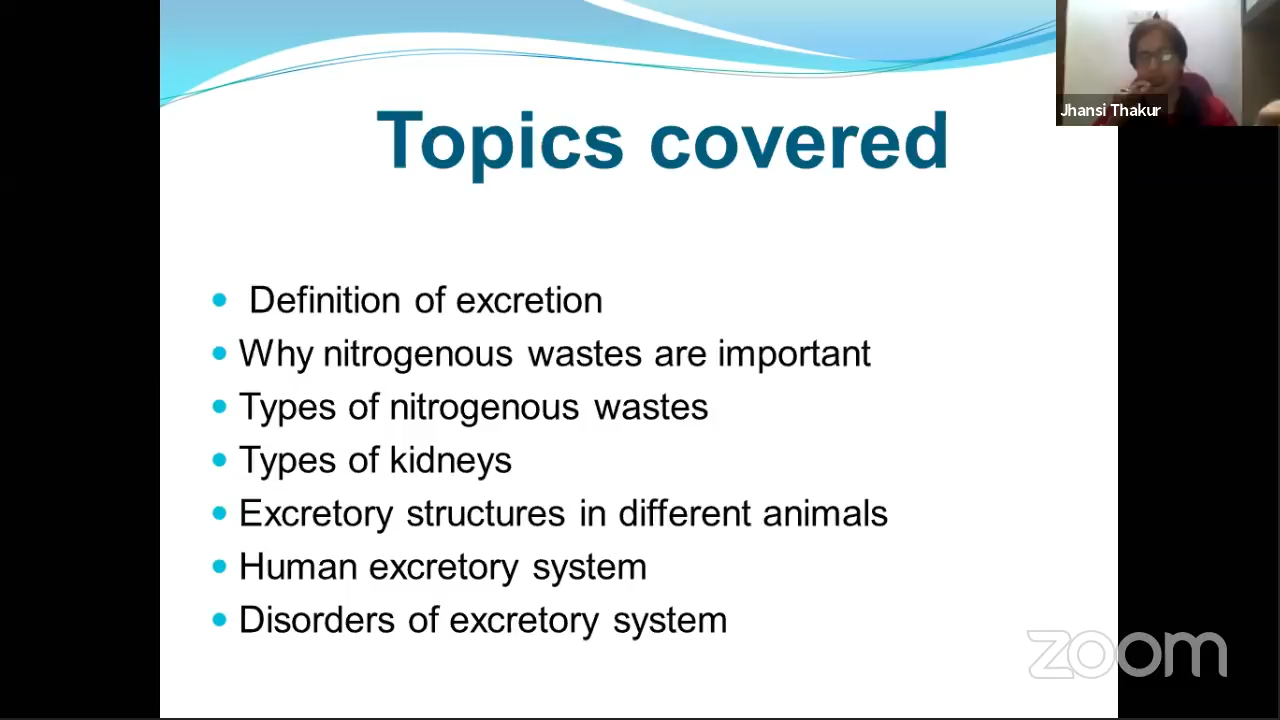 Jhansi Thakur
Topics covered
• Definition of excretion
• Why nitrogenous wastes are important
• Types of nitrogenous wastes
• Types of kidneys
• Excretory structures in different animals
• Human excretory system
• Disorders of excretory system
zoom